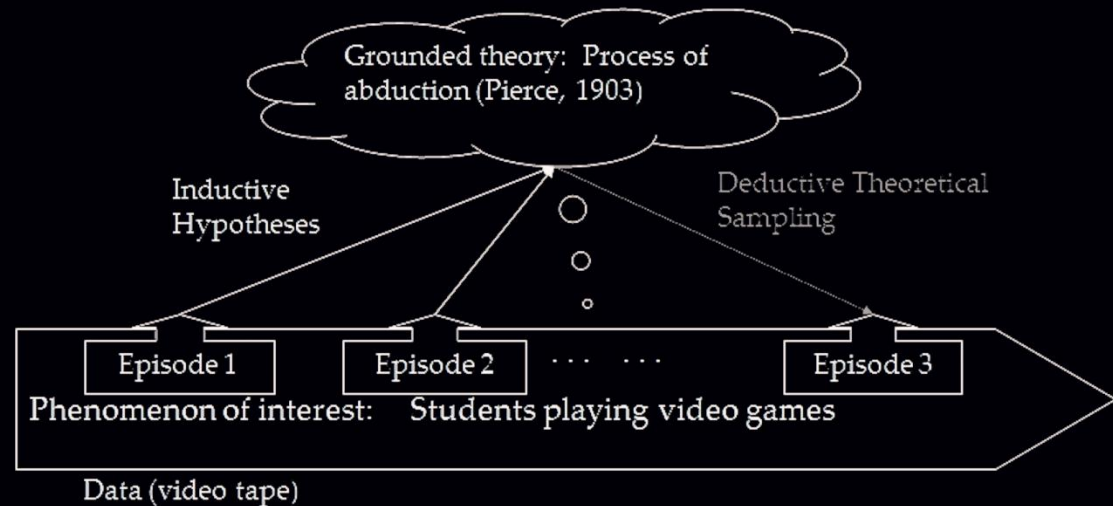 Grounded theory: Process of
abduction (Pierce, 1903)
Inductive
Hypotheses
Deductive Theoretical
Sampling
Episode 1
Episode 2
... ...
Episode 3
Phenomenon of interest: Students playing video games
Data (video tape)